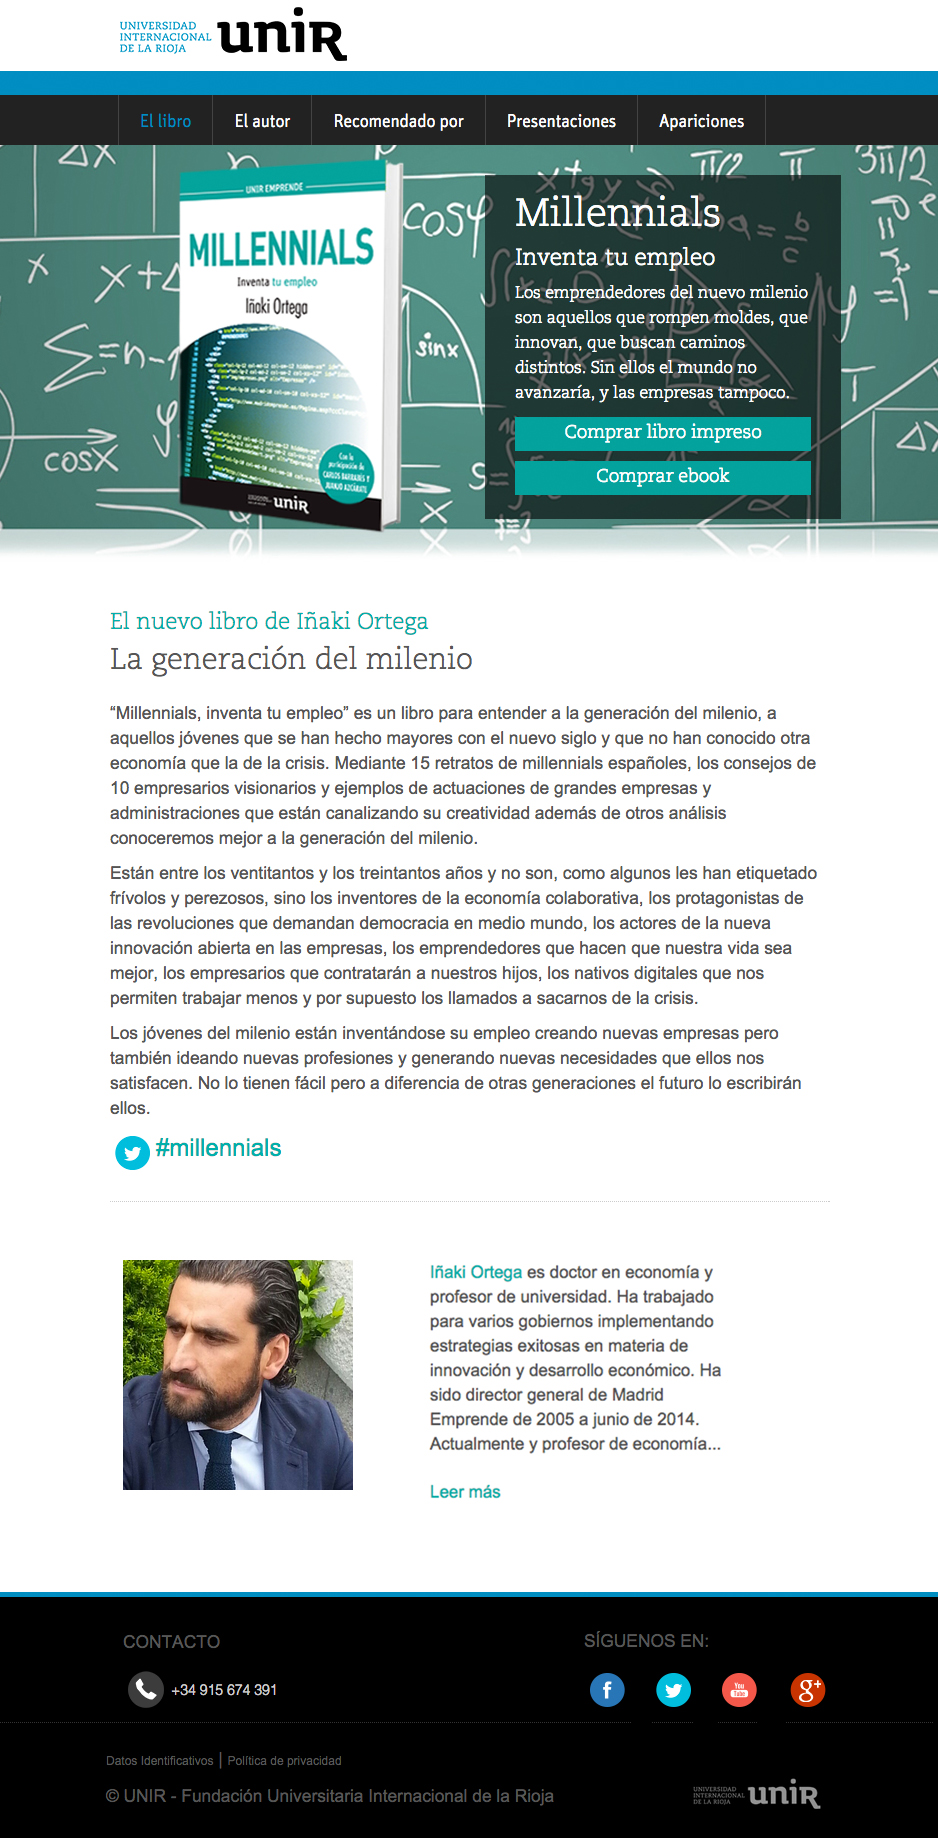 UNIVERSIDAD
INTERNACIONAL
DE LA RIOJA
uniR
El libro
El autor
Recomendado por
Presentaciones
Apariciones
UNIR EMPRENDE
MILLENNIALS
Inventa tu empleo
Iñaki Ortega
Con la
participación de
CARLOS BARRABÉS Y
JUANJO AZCÁRATE
uniR
π/2
π
3π/2
x+gy
cosφ
= b/c
X
X+Δ
Σ=n-1
sinx
cosx
Millennials
Inventa tu empleo
Los emprendedores del nuevo milenio
son aquellos que rompen moldes, que
innovan, que buscan caminos
distintos. Sin ellos el mundo no
avanzaría, y las empresas tampoco.
Comprar libro impreso
Comprar ebook
El nuevo libro de Iñaki Ortega
La generación del milenio
“Millennials, inventa tu empleo” es un libro para entender a la generación del milenio, a
aquellos jóvenes que se han hecho mayores con el nuevo siglo y que no han conocido otra
economía que la de la crisis. Mediante 15 retratos de millennials españoles, los consejos de
10 empresarios visionarios y ejemplos de actuaciones de grandes empresas y
administraciones que están canalizando su creatividad además de otros análisis
conoceremos mejor a la generación del milenio.
Están entre los ventitantos y los treintantos años y no son, como algunos les han etiquetado
frívolos y perezosos, sino los inventores de la economía colaborativa, los protagonistas de
las revoluciones que demandan democracia en medio mundo, los actores de la nueva
innovación abierta en las empresas, los emprendedores que hacen que nuestra vida sea
mejor, los empresarios que contratarán a nuestros hijos, los nativos digitales que nos
permiten trabajar menos y por supuesto los llamados a sacarnos de la crisis.
Los jóvenes del milenio están inventándose su empleo creando nuevas empresas pero
también ideando nuevas profesiones y generando nuevas necesidades que ellos nos
satisfacen. No lo tienen fácil pero a diferencia de otras generaciones el futuro lo escribirán
ellos.
#millennials
Iñaki Ortega es doctor en economía y
profesor de universidad. Ha trabajado
para varios gobiernos implementando
estrategias exitosas en materia de
innovación y desarrollo económico. Ha
sido director general de Madrid
Emprende de 2005 a junio de 2014.
Actualmente y profesor de economía...
Leer más
CONTACTO
SÍGUENOS EN:
+34 915 674 391
f
You
Tube
g+
Datos Identificativos | Política de privacidad
© UNIR - Fundación Universitaria Internacional de la Rioja
UNIVERSIDAD
INTERNACIONAL
DE LA RIOJA
uniR